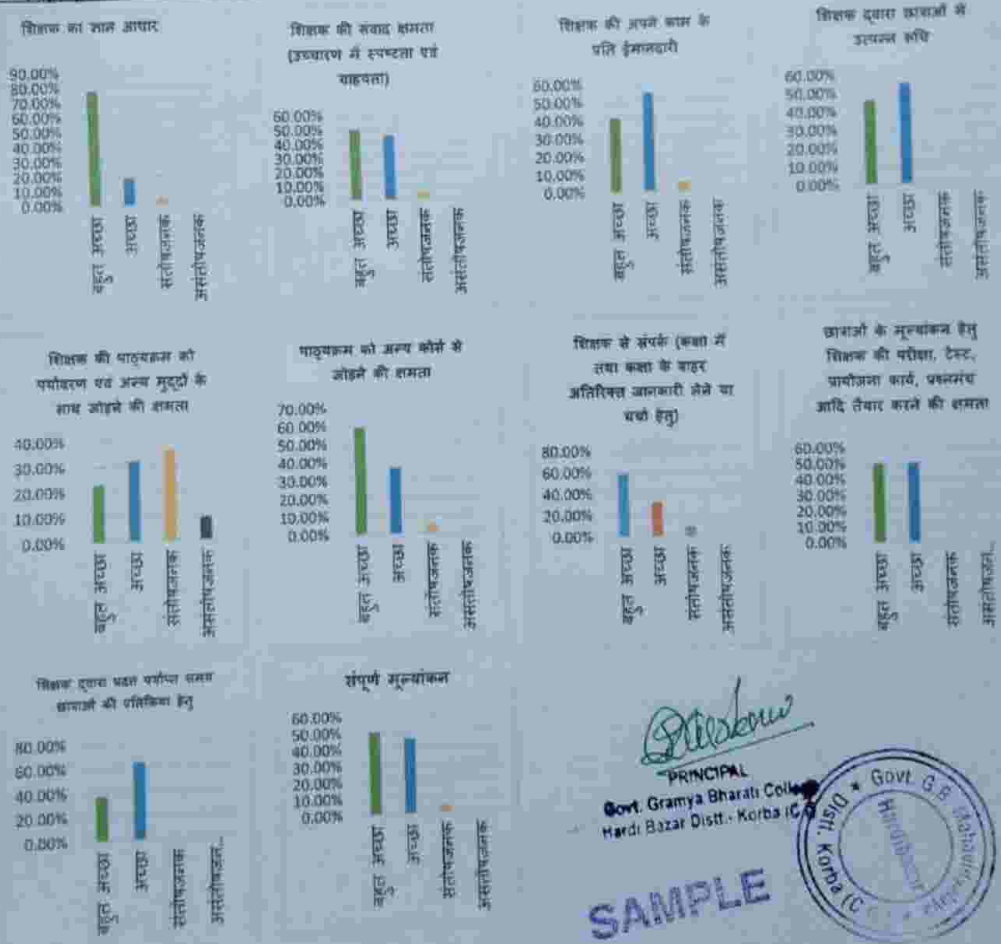 शिक्षक का ज्ञान आधार
90.00%
80.00%
70.00%
60.00%
50.00%
40.00%
30.00%
20.00%
10.00%
0.00%
बहुत अच्छा
अच्छा
संतोषजनक
असंतोषजनक
शिक्षक की संवाद क्षमता
(उच्चारण में स्पष्टता एवं
ग्राहयता)
60.00%
50.00%
40.00%
30.00%
20.00%
10.00%
0.00%
बहुत अच्छा
अच्छा
संतोषजनक
असंतोषजनक
शिक्षक की अपने काम के
प्रति ईमानदारी
60.00%
50.00%
40.00%
30.00%
20.00%
10.00%
0.00%
बहुत अच्छा
अच्छा
संतोषजनक
असंतोषजनक
शिक्षक द्वारा छात्राओं में
उत्पन्न रुचि
60.00%
50.00%
40.00%
30.00%
20.00%
10.00%
0.00%
बहुत अच्छा
अच्छा
संतोषजनक
असंतोषजनक
शिक्षक की पाठ्यक्रम को
पर्यावरण एवं अन्य मुद्दों के
साथ जोड़ने की क्षमता
40.00%
30.00%
20.00%
10.00%
0.00%
बहुत अच्छा
अच्छा
संतोषजनक
असंतोषजनक
पाठ्यक्रम को अन्य कोर्स से
जोड़ने की क्षमता
70.00%
60.00%
50.00%
40.00%
30.00%
20.00%
10.00%
0.00%
बहुत अच्छा
अच्छा
संतोषजनक
असंतोषजनक
शिक्षक से संपर्क (कक्षा में
तथा कक्षा के बाहर
अतिरिक्त जानकारी लेने या
चर्चा हेतु)
80.00%
60.00%
40.00%
20.00%
0.00%
बहुत अच्छा
अच्छा
संतोषजनक
असंतोषजनक
छात्राओं के मूल्यांकन हेतु
शिक्षक की परीक्षा, टेस्ट,
प्रायोजना कार्य, प्रश्नमंच
आदि तैयार करने की क्षमता
60.00%
50.00%
40.00%
30.00%
20.00%
10.00%
0.00%
बहुत अच्छा
अच्छा
संतोषजनक
असंतोषजन...
शिक्षक द्वारा प्रदत्त पर्याप्त समय
छात्राओं की प्रतिक्रिया हेतु
80.00%
60.00%
40.00%
20.00%
0.00%
बहुत अच्छा
अच्छा
संतोषजनक
असंतोषजन...
संपूर्ण मूल्यांकन
60.00%
50.00%
40.00%
30.00%
20.00%
10.00%
0.00%
बहुत अच्छा
अच्छा
संतोषजनक
असंतोषजनक
PRINCIPAL
Govt. Gramya Bharati
Hardi Bazar Distt.- Korba (C.G
SAMPLE
Govt. G.B. Mahavidyalaya
Hardibazar
Distt. Korba (C